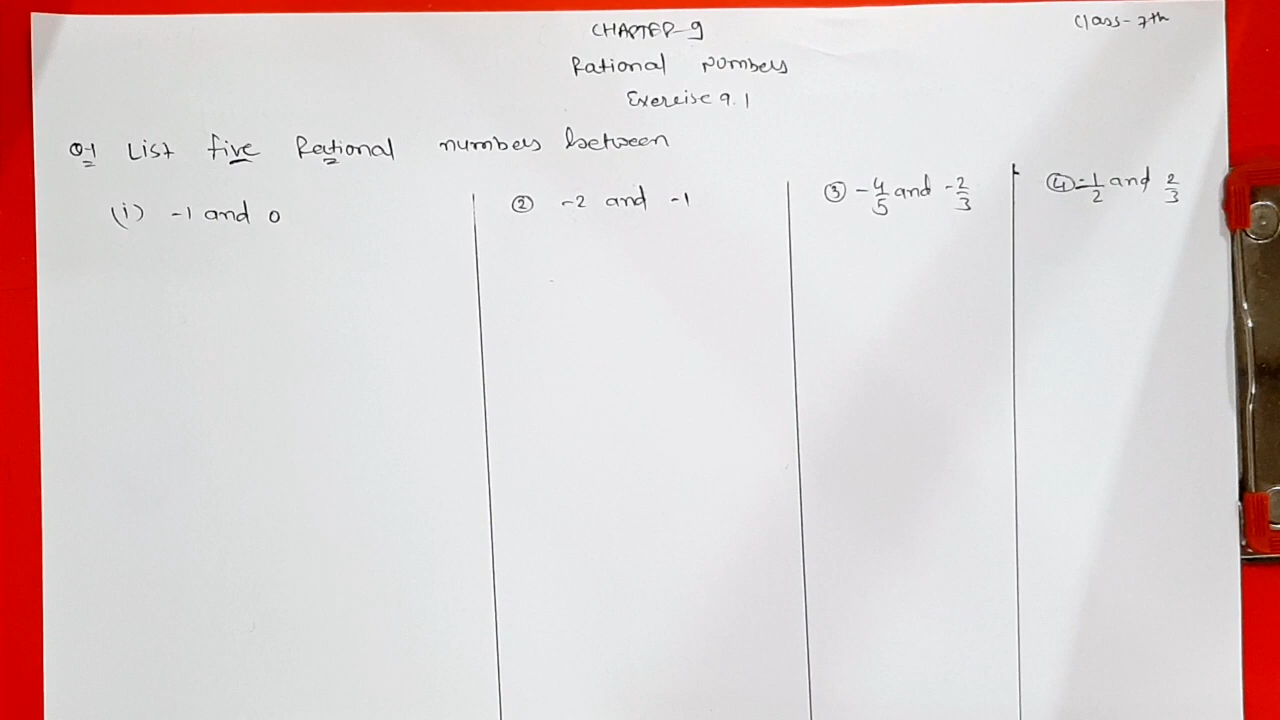 Class- 7th
CHAPTER-9
Rational numbers
Exercise 9.1
Q-1 List five Rational numbers between
(i) -1 and 0
② -2 and -1
③ -4/5 and -2/3
④ -1/2 and 2/3